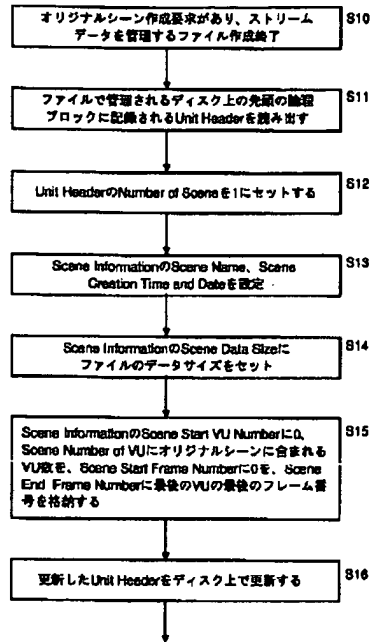 オリジナルシーン作成要求があり、ストリーム
データを管理するファイル作成終了
S10
ファイルで管理されるディスク上の先頭の論理
ブロックに記録されるUnit Headerを読み出す
S11
Unit HeaderのNumber of Sceneを1にセットする
S12
Scene InformationのScene Name、Scene
Creation Time and Dateを設定
S13
Scene InformationのScene Data Sizeに
ファイルのデータサイズをセット
S14
Scene InformationのScene Start VU Numberに0、
Scene Number of VUにオリジナルシーンに含まれる
VU数を、Scene Start Frame Numberに0を、Scene
End Frame Numberに最後のVUの最後のフレーム番
号を格納する
S15
更新したUnit Headerをディスク上で更新する
S16